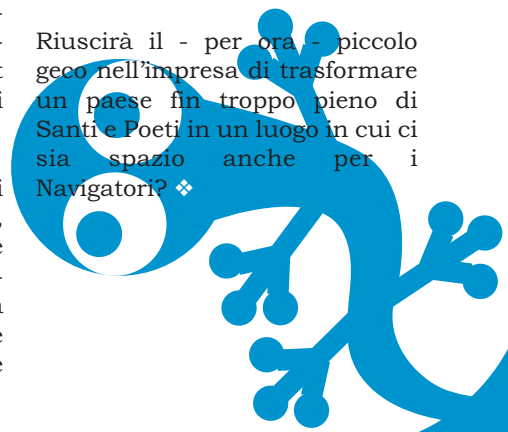 Riuscirà il - per ora - piccolo
geco nell'impresa di trasformare
un paese fin troppo pieno di
Santi e Poeti in un luogo in cui ci
sia spazio anche per i
Navigatori? ❖